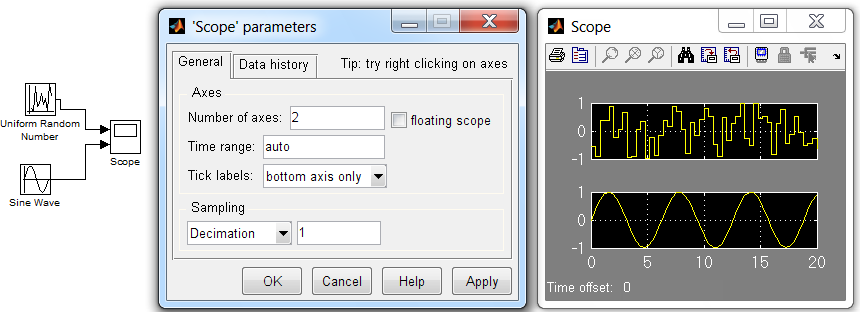 Uniform Random
Number
Scope
Sine Wave
'Scope' parameters
General
Data history
Tip: try right clicking on axes
Axes
Number of axes: 2
floating scope
Time range: auto
Tick labels: bottom axis only
Sampling
Decimation 1
OK Cancel Help Apply
Scope
1
0
-1
1
0
-1
0 5 10 15 20
Time offset: 0